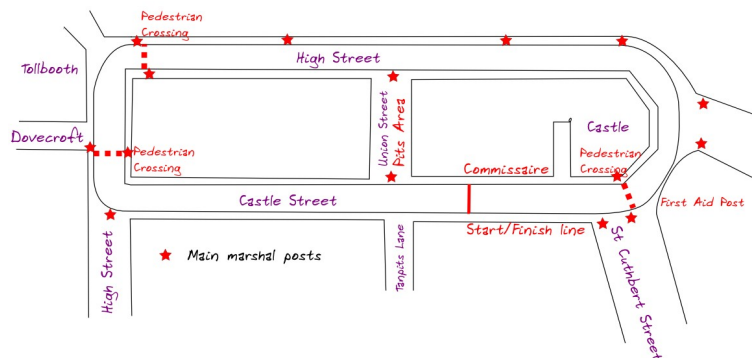 Pedestrian
Crossing
High Street
Tollbooth
Union Street
Pits Area
Castle
Dovecroft
Pedestrian
Crossing
Commissaire
Pedestrian
Crossing
Castle Street
First Aid Post
Start/Finish line
High Street
Main marshal posts
Tanpits Lane
St Cuthbert Street